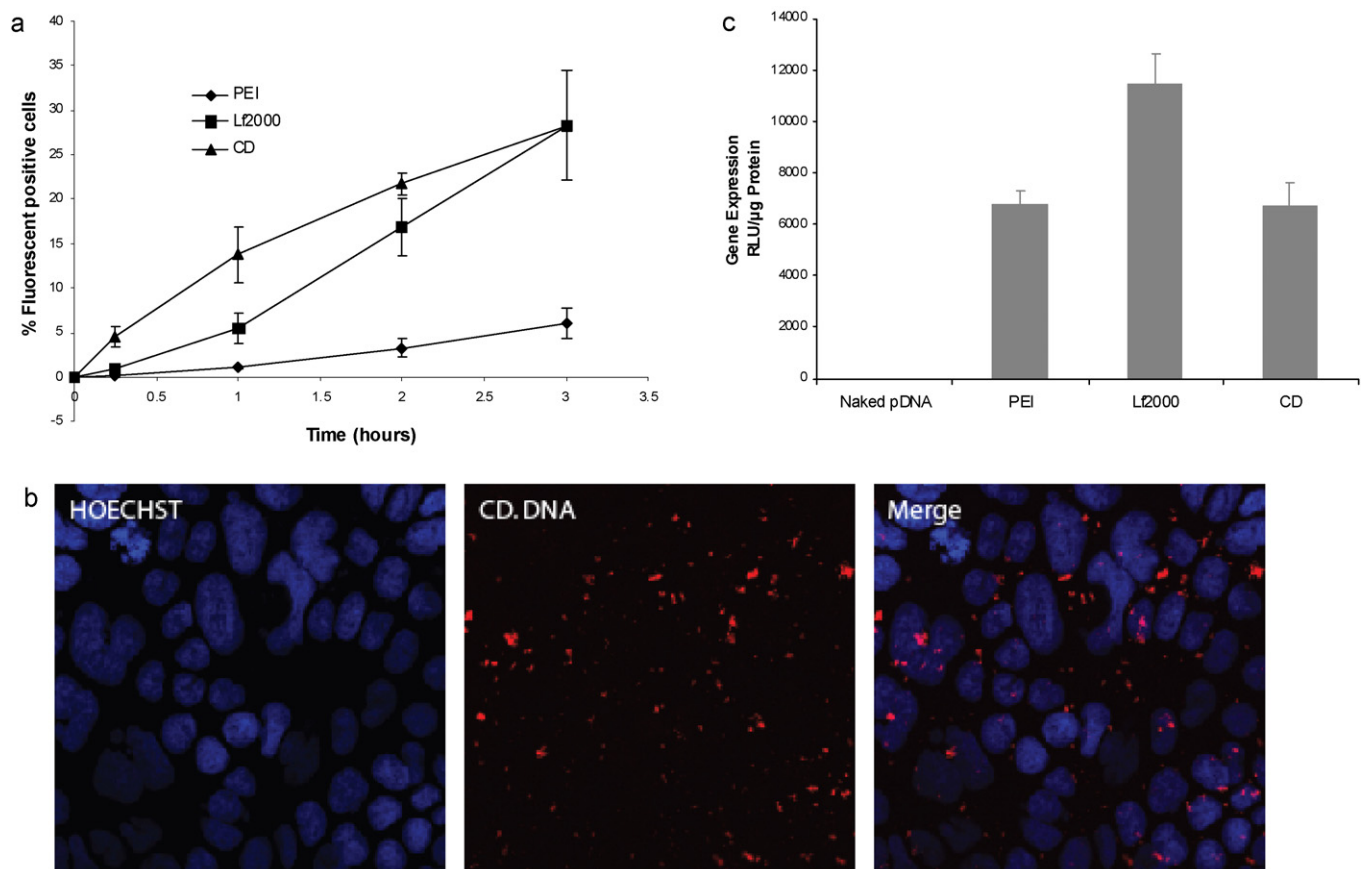 a
% Fluorescent positive cells
40
35
30
25
20
15
10
5
0
-5
PEI
Lf2000
CD
0 0.5 1 1.5 2 2.5 3 3.5
Time (hours)
c
Gene Expression
RLU/µg Protein
14000
12000
10000
8000
6000
4000
2000
0
Naked pDNA PEI Lf2000 CD
b
HOECHST
CD. DNA
Merge